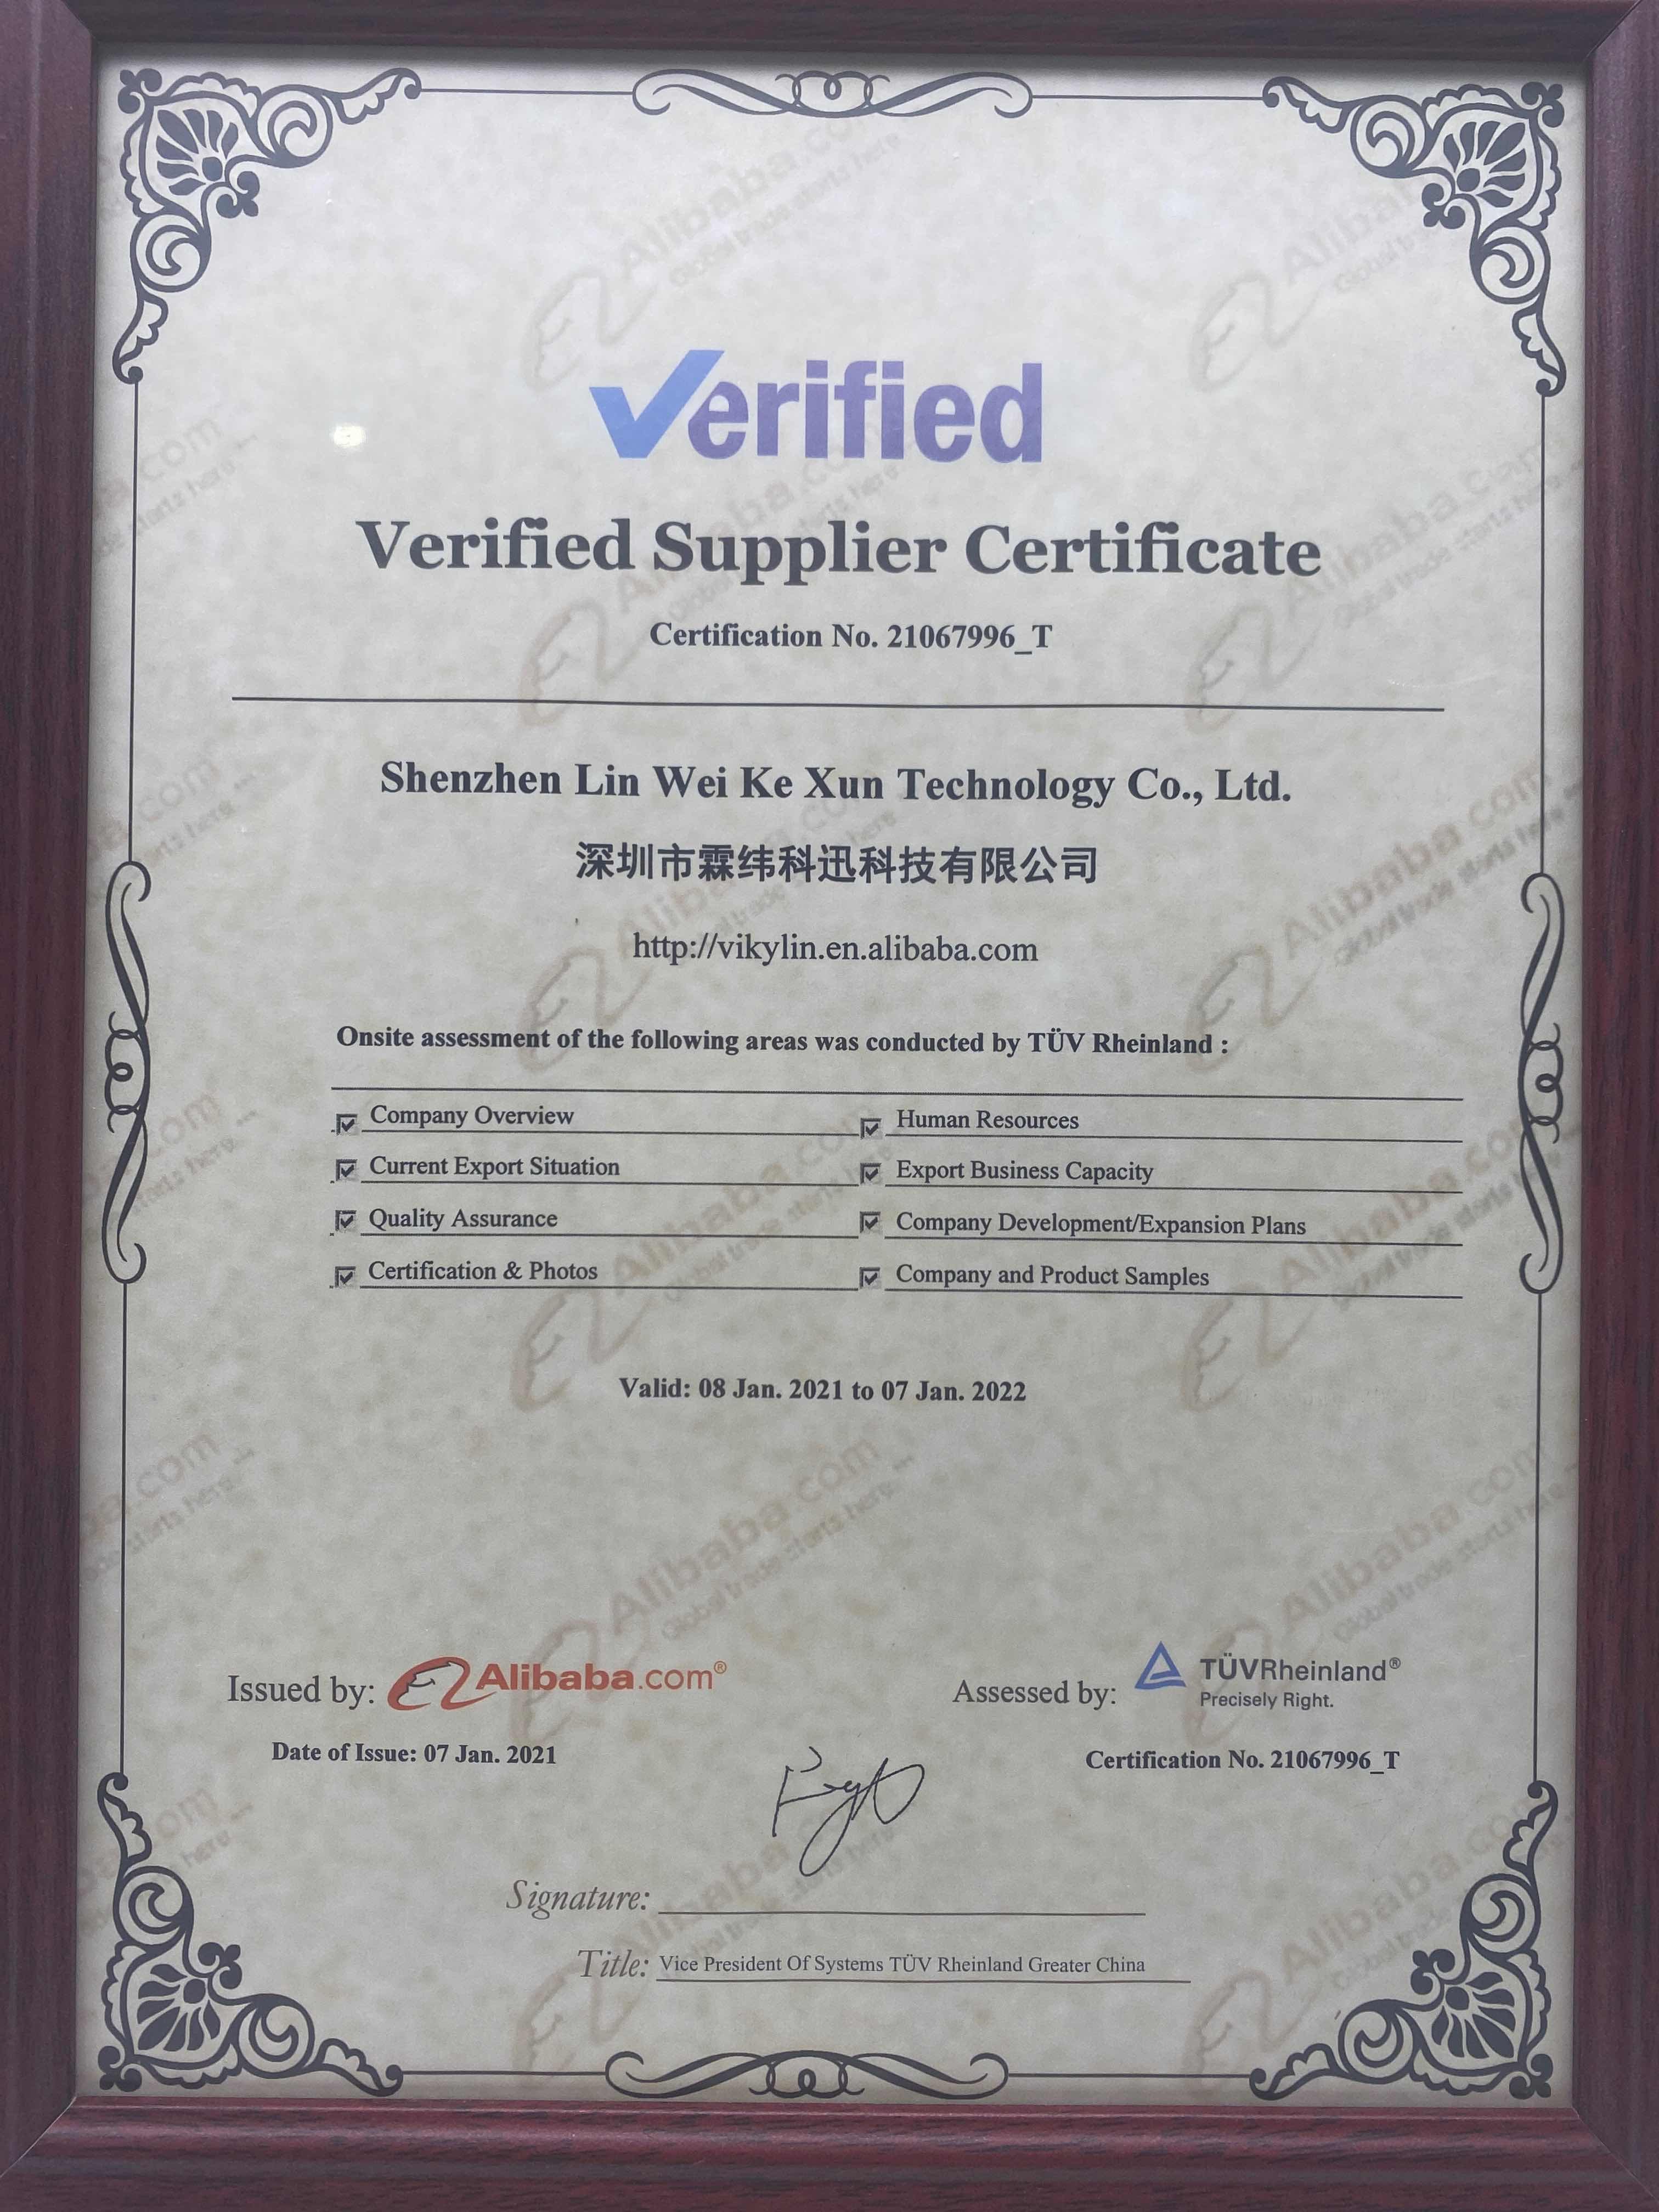 Verified
Verified Supplier Certificate
Certification No. 21067996_T
Shenzhen Lin Wei Ke Xun Technology Co., Ltd.
深圳市霖纬科迅科技有限公司
http://vikylin.en.alibaba.com
Onsite assessment of the following areas was conducted by TÜV Rheinland :
Company Overview
Human Resources
Current Export Situation
Export Business Capacity
Quality Assurance
Company Development/Expansion Plans
Certification & Photos
Company and Product Samples
Valid: 08 Jan. 2021 to 07 Jan. 2022
Issued by: Alibaba.com®
Assessed by: TÜVRheinland®
Precisely Right.
Date of Issue: 07 Jan. 2021
Certification No. 21067996_T
Signature:
Title: Vice President Of Systems TÜV Rheinland Greater China